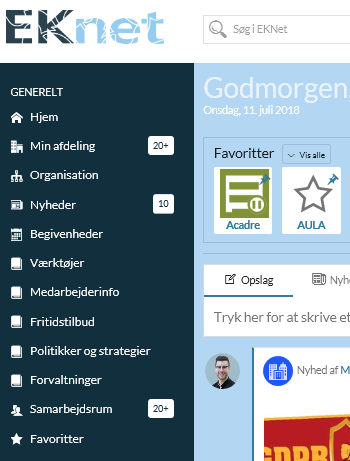 EKnet
Søg i EKNet
GENERELT
Hjem
Min afdeling 20+
Organisation
Nyheder 10
Begivenheder
Værktøjer
Medarbejderinfo
Fritidstilbud
Politikker og strategier
Forvaltninger
Samarbejdsrum 20+
Favoritter
Godmorgen
Onsdag, 11. juli 2018
Favoritter Vis alle
Acadre AULA
Opslag Nyhe
Tryk her for at skrive et
Nyhed af M
GDPR